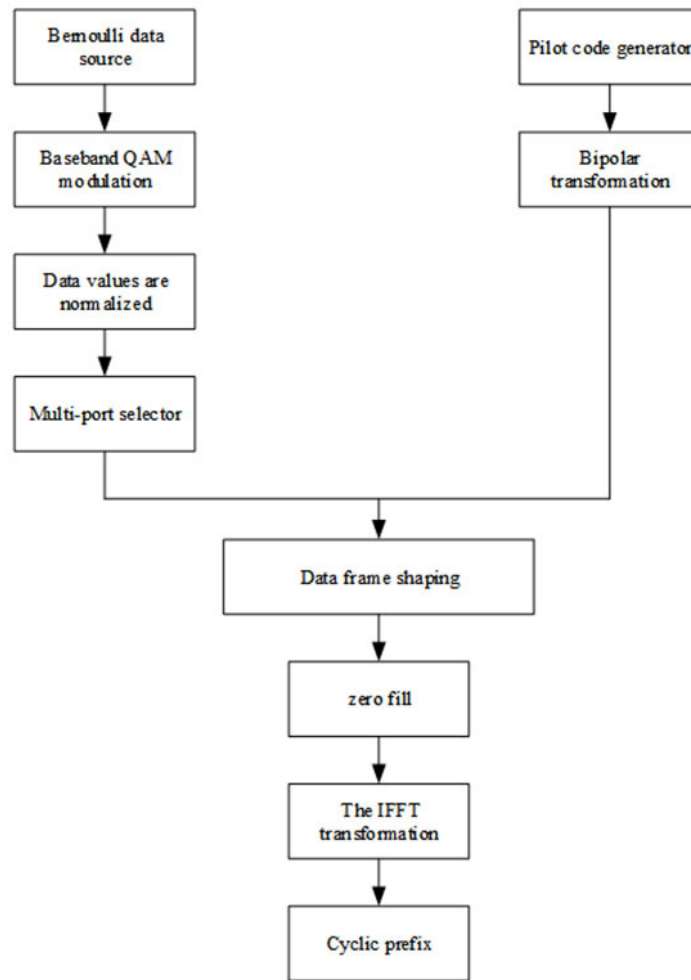 Bernoulli data
source
Pilot code generator
Baseband QAM
modulation
Bipolar
transformation
Data values are
normalized
Multi-port selector
Data frame shaping
zero fill
The IFFT
transformation
Cyclic prefix